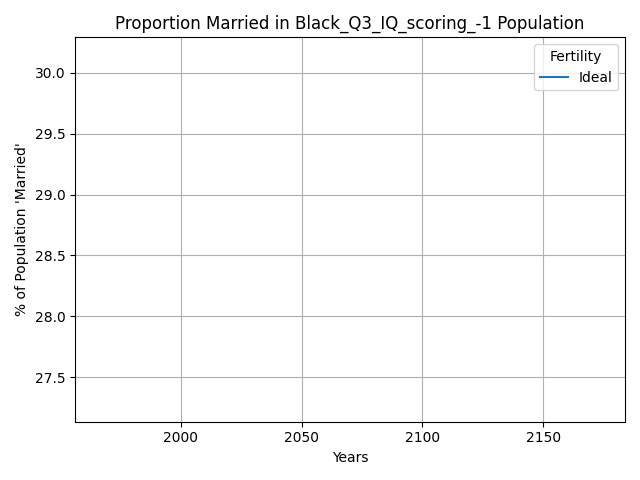 Proportion Married in Black_Q3_IQ_scoring_-1 Population
Fertility
Ideal
30.0
29.5
29.0
28.5
28.0
27.5
% of Population 'Married'
2000 2050 2100 2150
Years